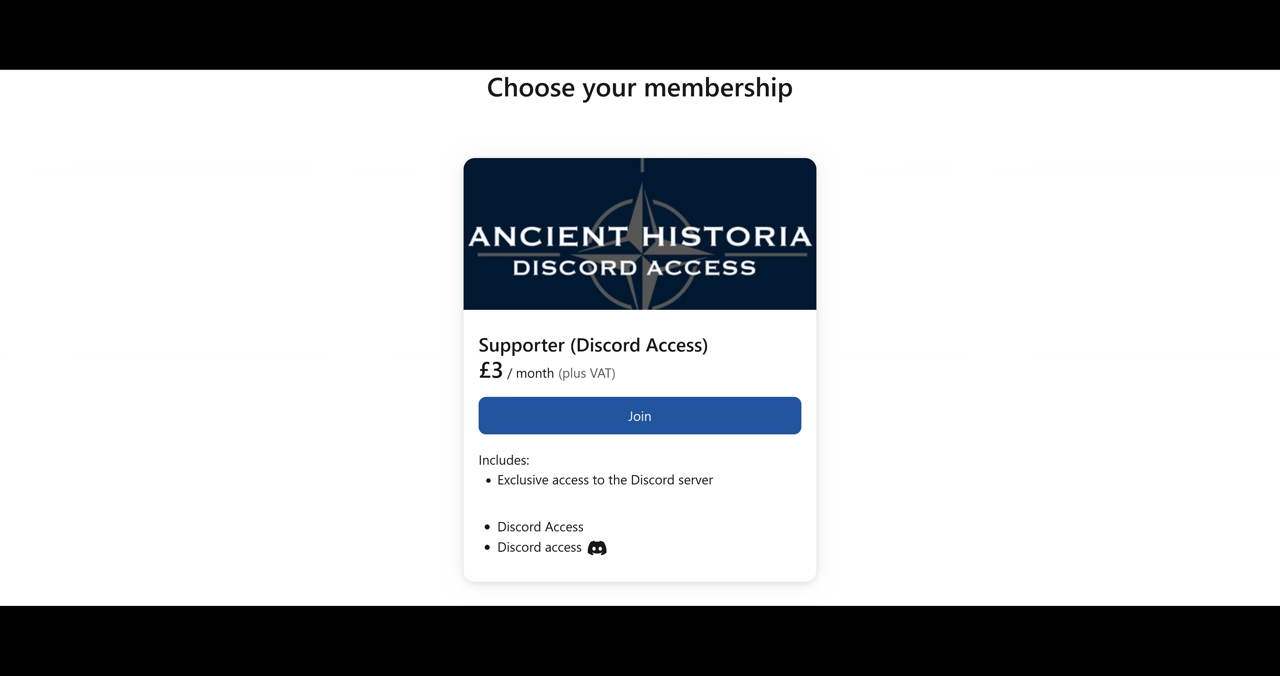 Choose your membership
ANCIENT HISTORIA
DISCORD ACCESS
Supporter (Discord Access)
£3 / month (plus VAT)
Join
Includes:
• Exclusive access to the Discord server
• Discord Access
• Discord access